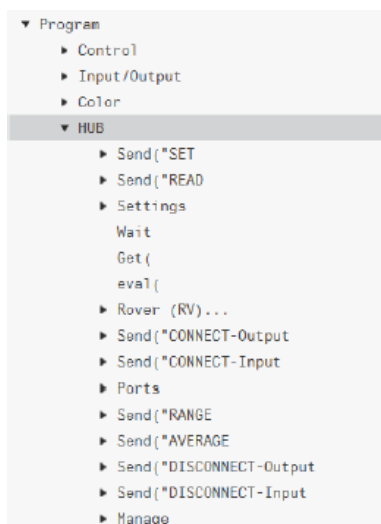 Program
Control
Input/Output
Color
HUB
Send("SET
Send("READ
Settings
Wait
Get(
eval(
Rover (RV)...
Send("CONNECT-Output
Send("CONNECT-Input
Ports
Send("RANGE
Send("AVERAGE
Send("DISCONNECT-Output
Send("DISCONNECT-Input
Manage